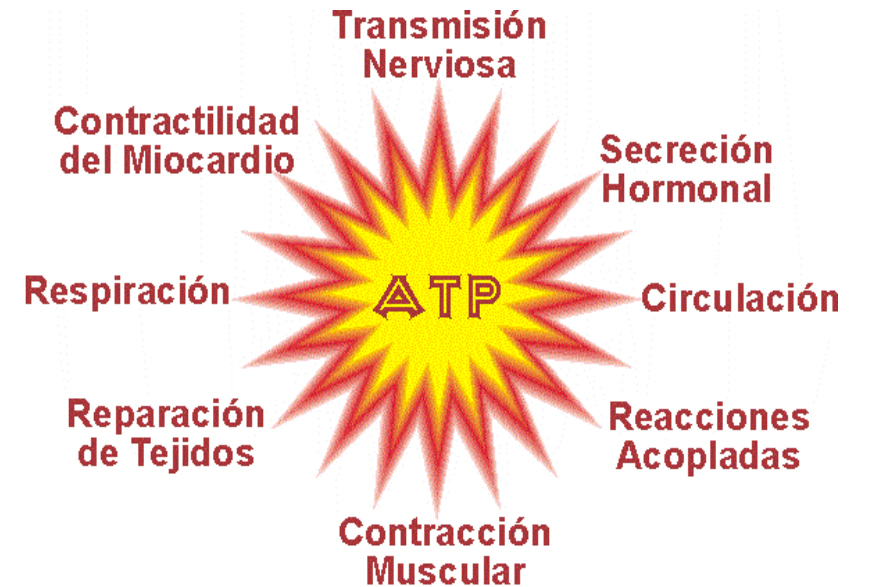 Transmisión
Nerviosa
Contractilidad
del Miocardio
Secreción
Hormonal
Respiración
ATP
Circulación
Reparación
de Tejidos
Reacciones
Acopladas
Contracción
Muscular